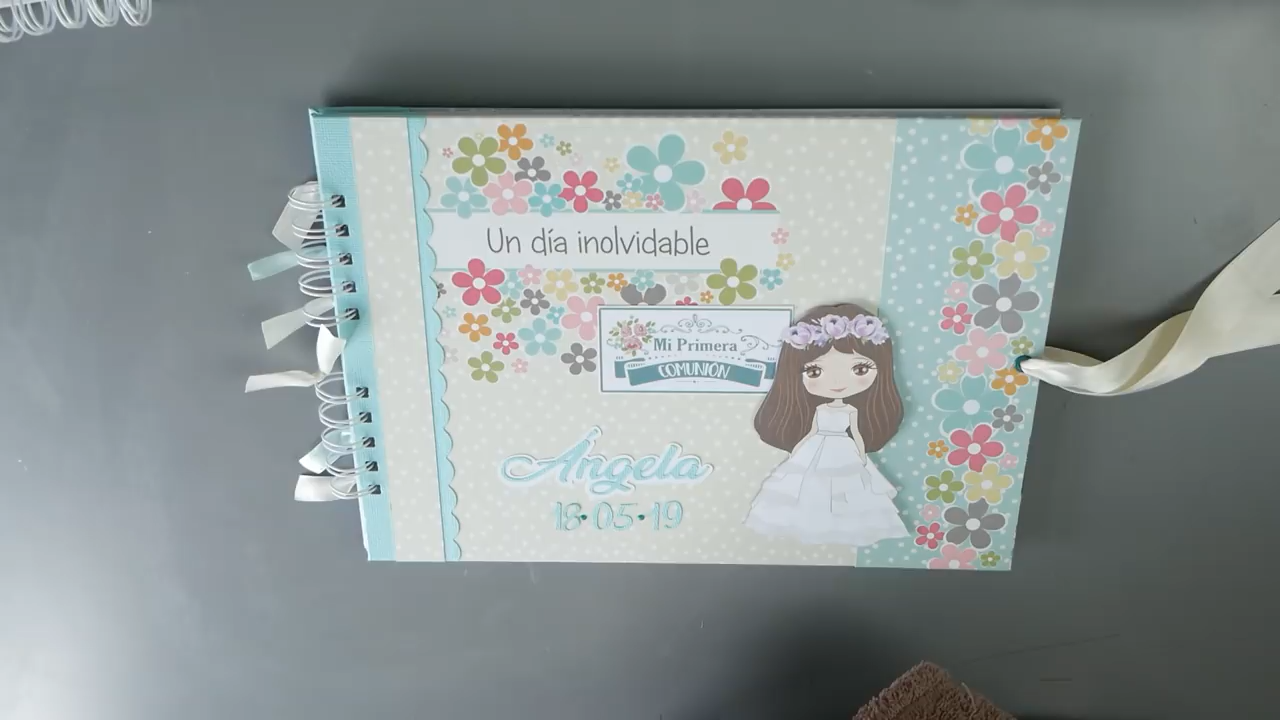 Un día inolvidable
Mi Primera
COMUNIÓN
Ángela
18·05·19